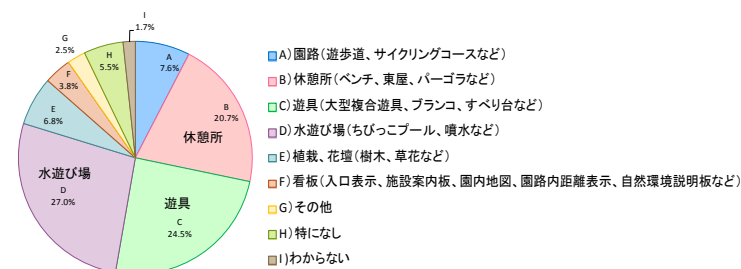 I
1.7%
G
2.5%
H
5.5%
A
7.6%
F
3.8%
B
20.7%
休憩所
E
6.8%
水遊び場
D
27.0%
遊具
C
24.5%
A)園路(遊歩道、サイクリングコースなど)
B)休憩所(ベンチ、東屋、パーゴラなど)
C)遊具(大型複合遊具、ブランコ、すべり台など)
D)水遊び場(ちびっこプール、噴水など)
E)植栽、花壇(樹木、草花など)
F)看板(入口表示、施設案内板、園内地図、園路内距離表示、自然環境説明板など)
G)その他
H)特になし
I)わからない